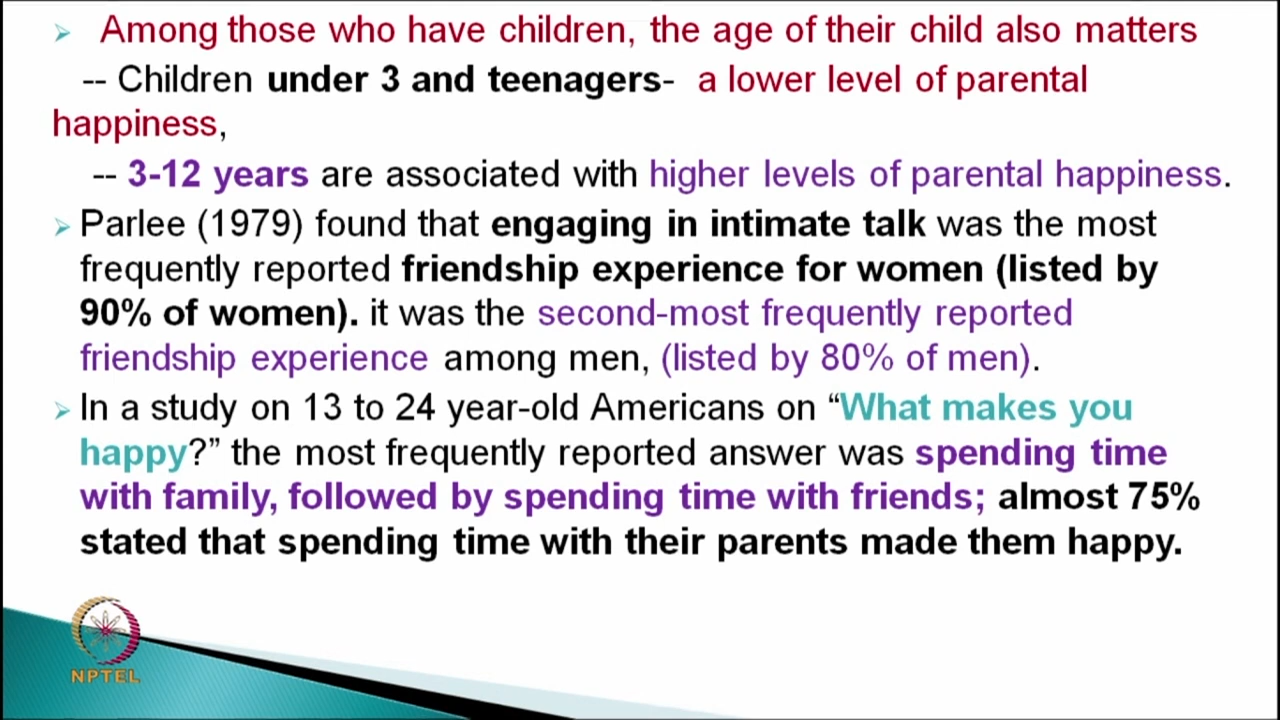 ➢ Among those who have children, the age of their child also matters
-- Children under 3 and teenagers- a lower level of parental
happiness,
-- 3-12 years are associated with higher levels of parental happiness.
➢ Parlee (1979) found that engaging in intimate talk was the most
frequently reported friendship experience for women (listed by
90% of women). it was the second-most frequently reported
friendship experience among men, (listed by 80% of men).
➢ In a study on 13 to 24 year-old Americans on “What makes you
happy?” the most frequently reported answer was spending time
with family, followed by spending time with friends; almost 75%
stated that spending time with their parents made them happy.
NPTEL